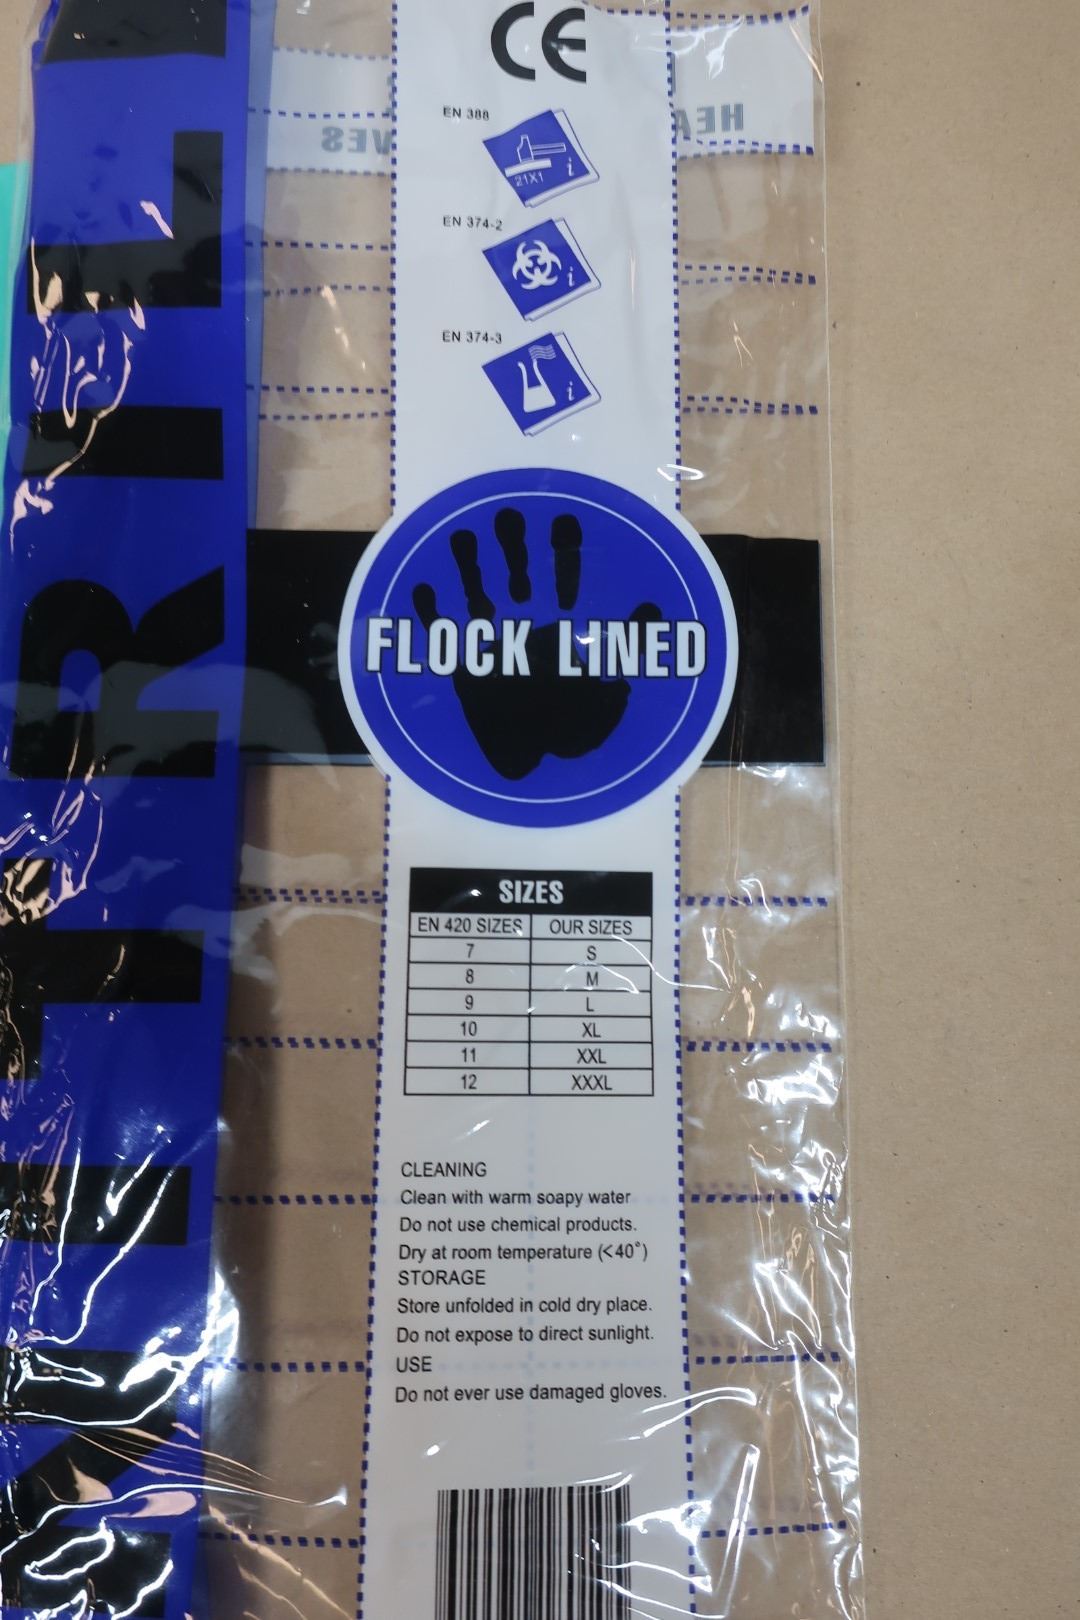 CE
EN 388
21X1
i
EN 374-2
i
EN 374-3
i
FLOCK LINED
SIZES
EN 420 SIZES OUR SIZES
7 S
8 M
9 L
10 XL
11 XXL
12 XXXL
CLEANING
Clean with warm soapy water
Do not use chemical products.
Dry at room temperature (<40°)
STORAGE
Store unfolded in cold dry place.
Do not expose to direct sunlight.
USE
Do not ever use damaged gloves.
NITRILE